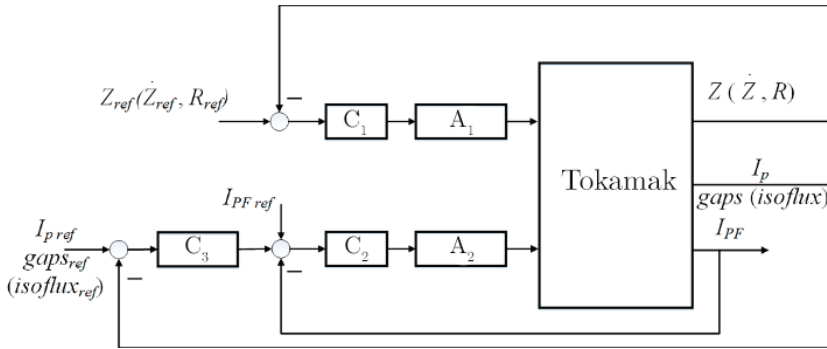 Z_ref(Ż_ref, R_ref)
−
C_1
A_1
Z ( Ż , R)
Tokamak
I_p
gaps (isoflux)
I_PF ref
I_PF
I_p ref
C_3
C_2
A_2
gaps_ref
−
−
(isoflux_ref)